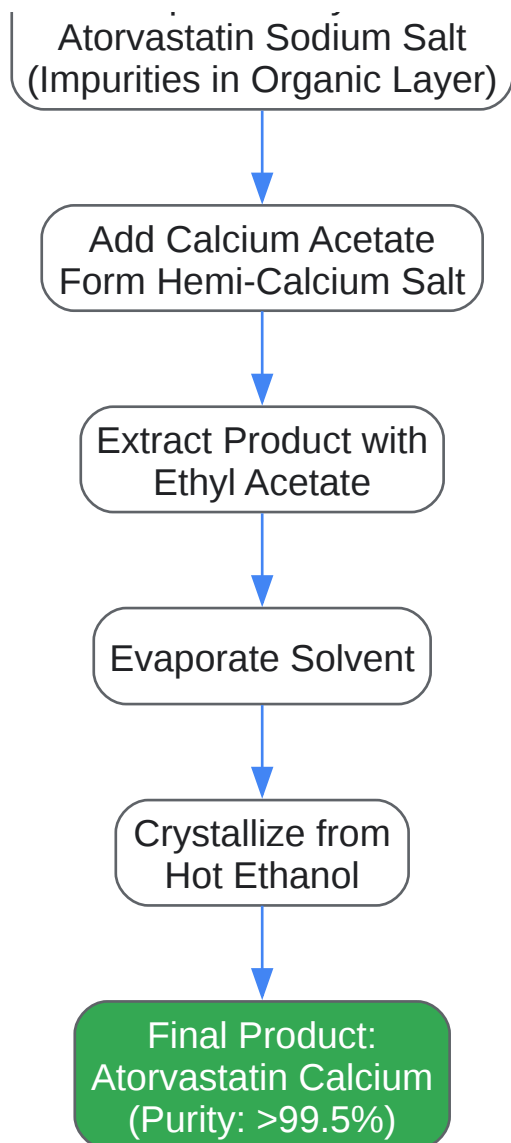 Atorvastatin Sodium Salt
(Impurities in Organic Layer)
Add Calcium Acetate
Form Hemi-Calcium Salt
Extract Product with
Ethyl Acetate
Evaporate Solvent
Crystallize from
Hot Ethanol
Final Product:
Atorvastatin Calcium
(Purity: >99.5%)